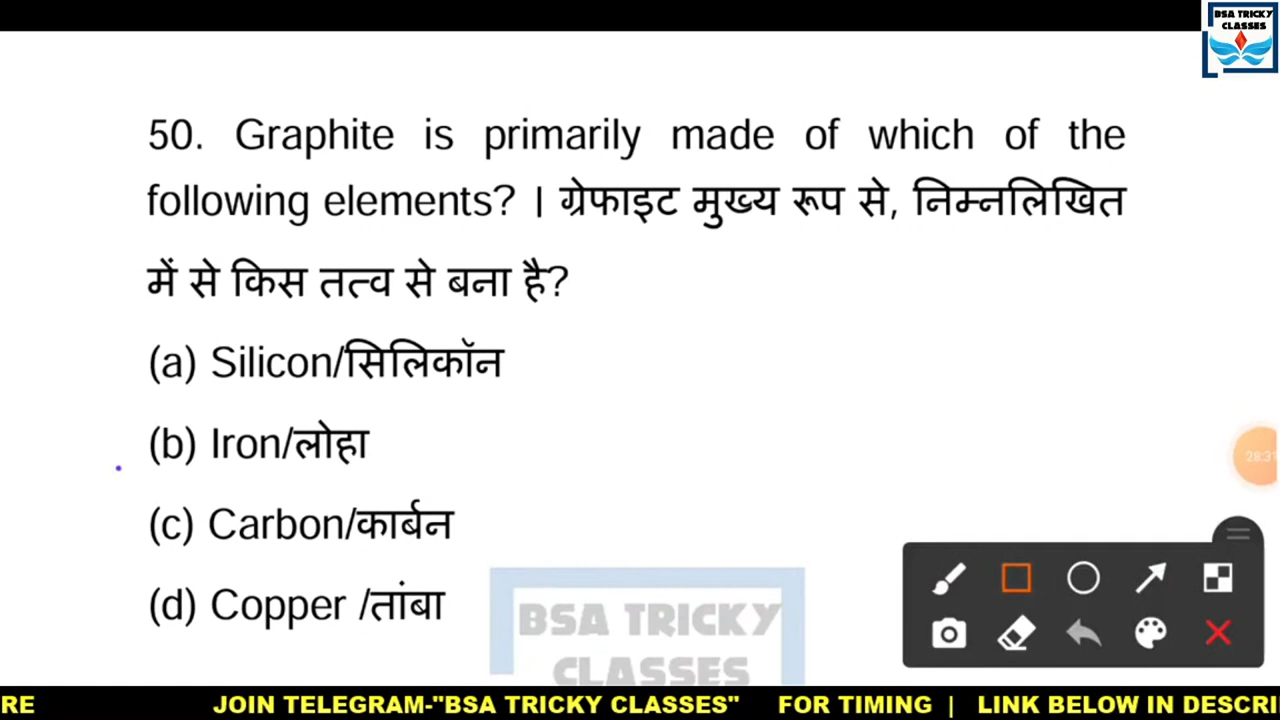 BSA TRICKY
CLASSES
50. Graphite is primarily made of which of the
following elements? । ग्रेफाइट मुख्य रूप से, निम्नलिखित
में से किस तत्व से बना है?
(a) Silicon/सिलिकॉन
(b) Iron/लोहा
28:31
(c) Carbon/कार्बन
(d) Copper /तांबा
BSA TRICKY
CLASSES
RE JOIN TELEGRAM-"BSA TRICKY CLASSES" FOR TIMING | LINK BELOW IN DESCRI